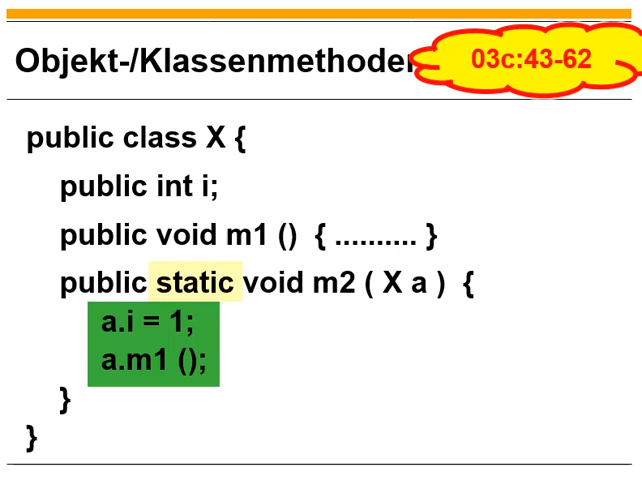 Objekt-/Klassenmethoden
03c:43-62
public class X {
public int i;
public void m1 () { .......... }
public static void m2 ( X a ) {
a.i = 1;
a.m1 ();
}
}